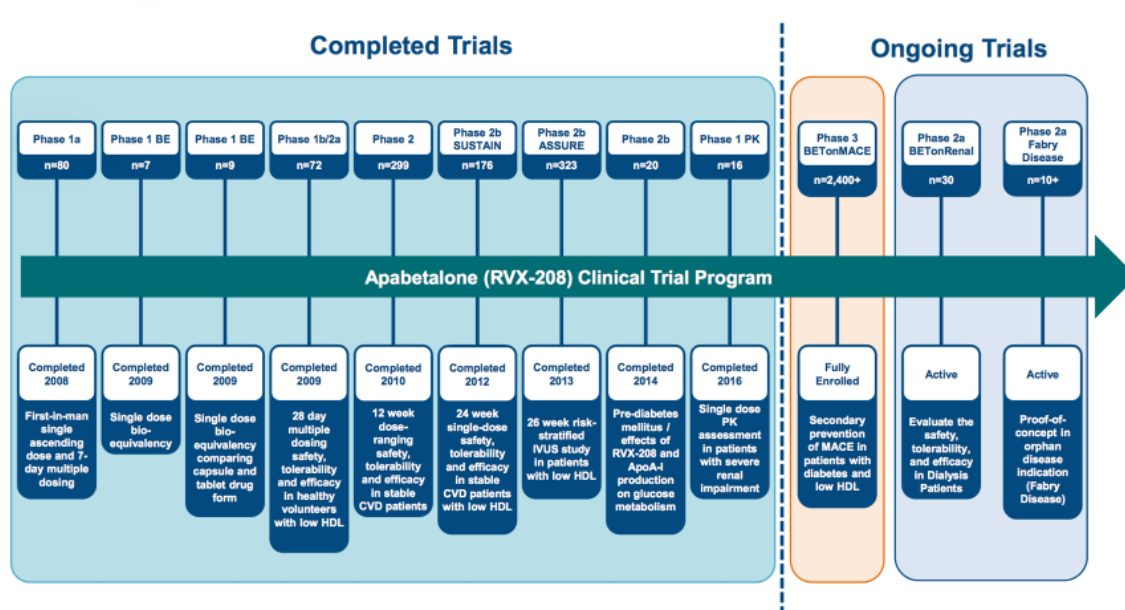 Completed Trials
Ongoing Trials
Phase 1a
n=80
Phase 1 BE
n=7
Phase 1 BE
n=9
Phase 1b/2a
n=72
Phase 2
n=299
Phase 2b
SUSTAIN
n=176
Phase 2b
ASSURE
n=323
Phase 2b
n=20
Phase 1 PK
n=16
Phase 3
BETonMACE
n=2,400+
Phase 2a
BETonRenal
n=30
Phase 2a
Fabry
Disease
n=10+
Apabetalone (RVX-208) Clinical Trial Program
Completed
2008
First-in-man
single
ascending
dose and 7-
day multiple
dosing
Completed
2009
Single dose
bio-
equivalency
Completed
2009
Single dose
bio-
equivalency
comparing
capsule and
tablet drug
form
Completed
2009
28 day
multiple
dosing
safety,
tolerability
and efficacy
in healthy
volunteers
with low HDL
Completed
2010
12 week
dose-
ranging
safety,
tolerability
and efficacy
in stable
CVD patients
Completed
2012
24 week
single-dose
safety,
tolerability
and efficacy
in stable
CVD patients
with low HDL
Completed
2013
26 week risk-
stratified
IVUS study
in patients
with low HDL
Completed
2014
Pre-diabetes
mellitus /
effects of
RVX-208 and
ApoA-I
production
on glucose
metabolism
Completed
2016
Single dose
PK
assessment
in patients
with severe
renal
impairment
Fully
Enrolled
Secondary
prevention
of MACE in
patients with
diabetes and
low HDL
Active
Evaluate the
safety,
tolerability,
and efficacy
in Dialysis
Patients
Active
Proof-of-
concept in
orphan
disease
indication
(Fabry
Disease)